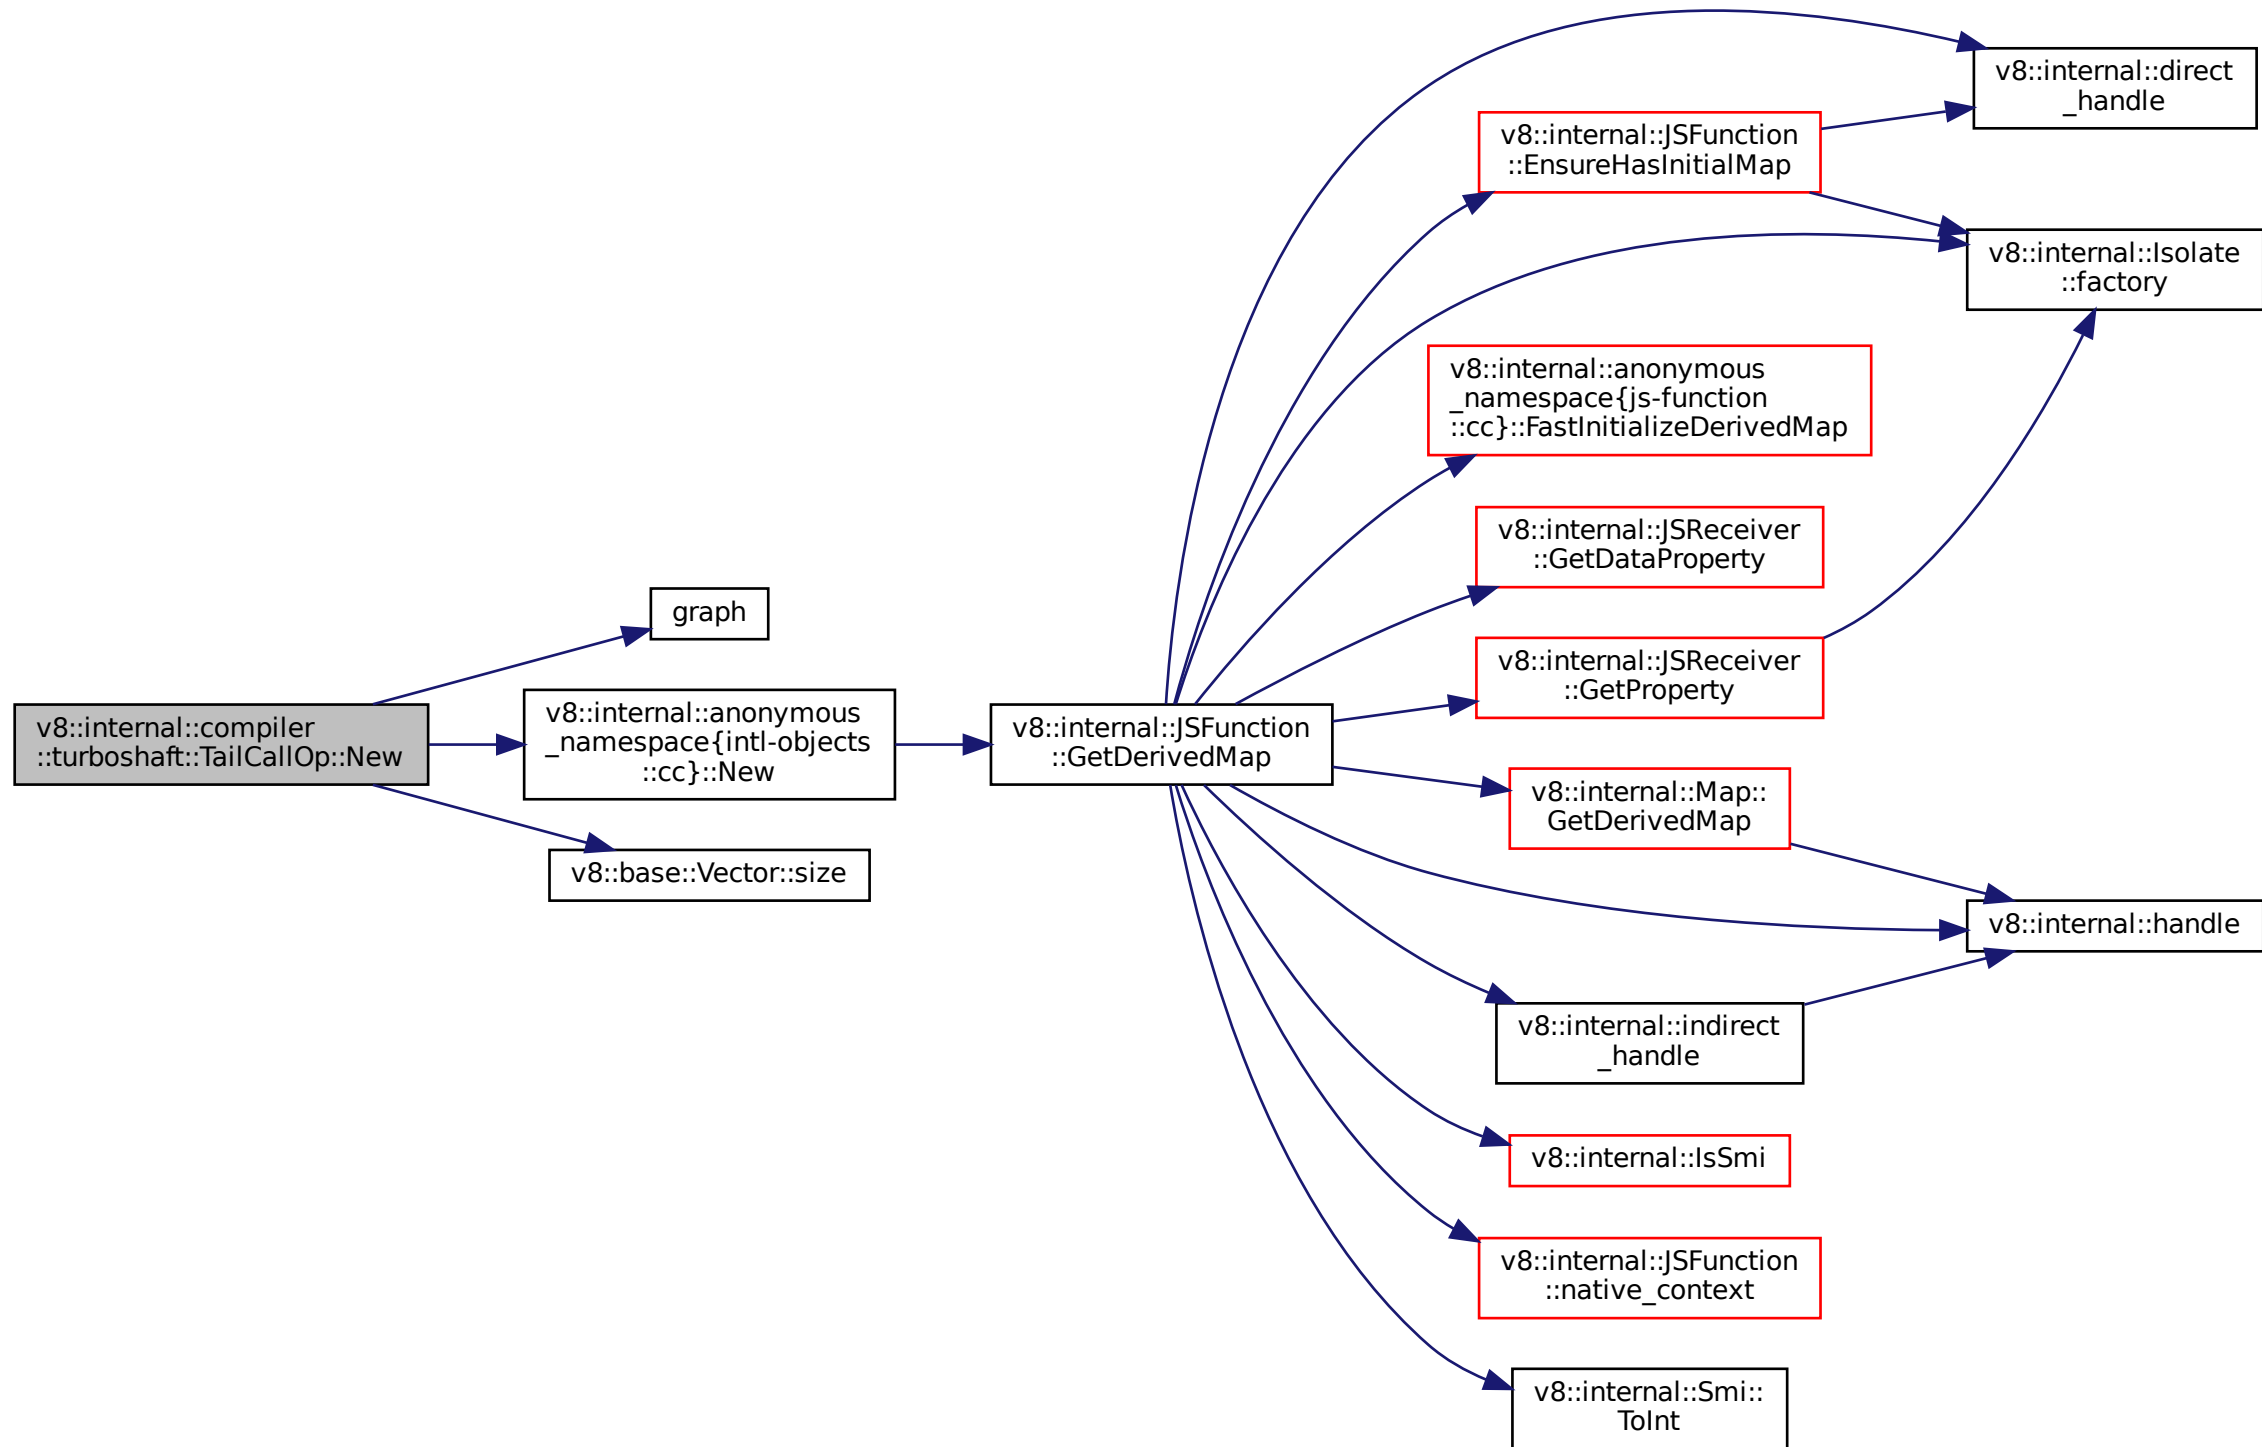 v8::internal::compiler
::turboshaft::TailCallOp::New
graph
v8::internal::anonymous
_namespace{intl-objects
::cc}::New
v8::base::Vector::size
v8::internal::JSFunction
::GetDerivedMap
v8::internal::direct
_handle
v8::internal::JSFunction
::EnsureHasInitialMap
v8::internal::Isolate
::factory
v8::internal::anonymous
_namespace{js-function
::cc}::FastInitializeDerivedMap
v8::internal::JSReceiver
::GetDataProperty
v8::internal::JSReceiver
::GetProperty
v8::internal::Map::
GetDerivedMap
v8::internal::handle
v8::internal::indirect
_handle
v8::internal::IsSmi
v8::internal::JSFunction
::native_context
v8::internal::Smi::
ToInt